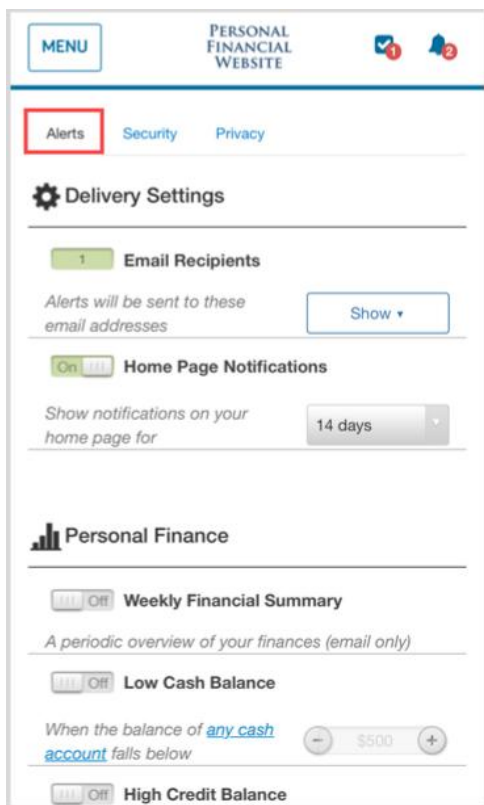 MENU
PERSONAL
FINANCIAL
WEBSITE
1
2
Alerts Security Privacy
Delivery Settings
1 Email Recipients
Alerts will be sent to these
email addresses
Show
On Home Page Notifications
Show notifications on your
home page for
14 days
Personal Finance
Off Weekly Financial Summary
A periodic overview of your finances (email only)
Off Low Cash Balance
When the balance of any cash
account falls below
- $500 +
Off High Credit Balance